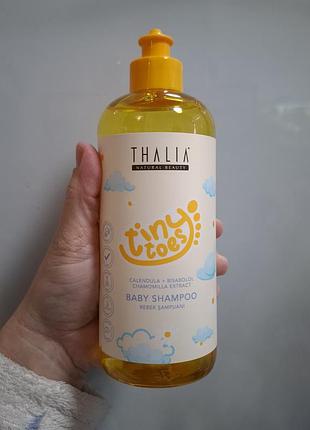 THALIA
NATURAL BEAUTY
tiny
toes
CALENDULA + BISABOLOL
CHAMOMILLA EXTRACT
BABY SHAMPOO
BEBEK ŞAMPUANI